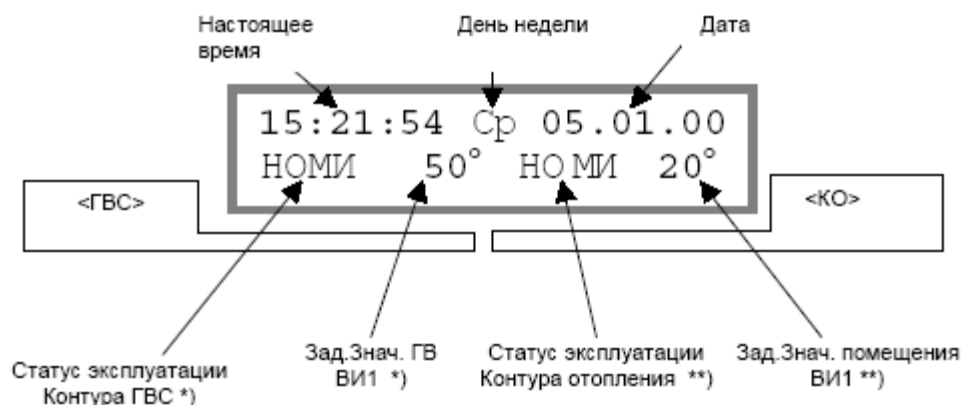 Настоящее время
День недели
Дата
15:21:54 Ср 05.01.00
НОМИ 50° НОМИ 20°
<ГВС>
<КО>
Статус эксплуатации
Контура ГВС *)
Зад.Знач. ГВ
ВИ1 *)
Статус эксплуатации
Контура отопления **)
Зад.Знач. помещения
ВИ1 **)